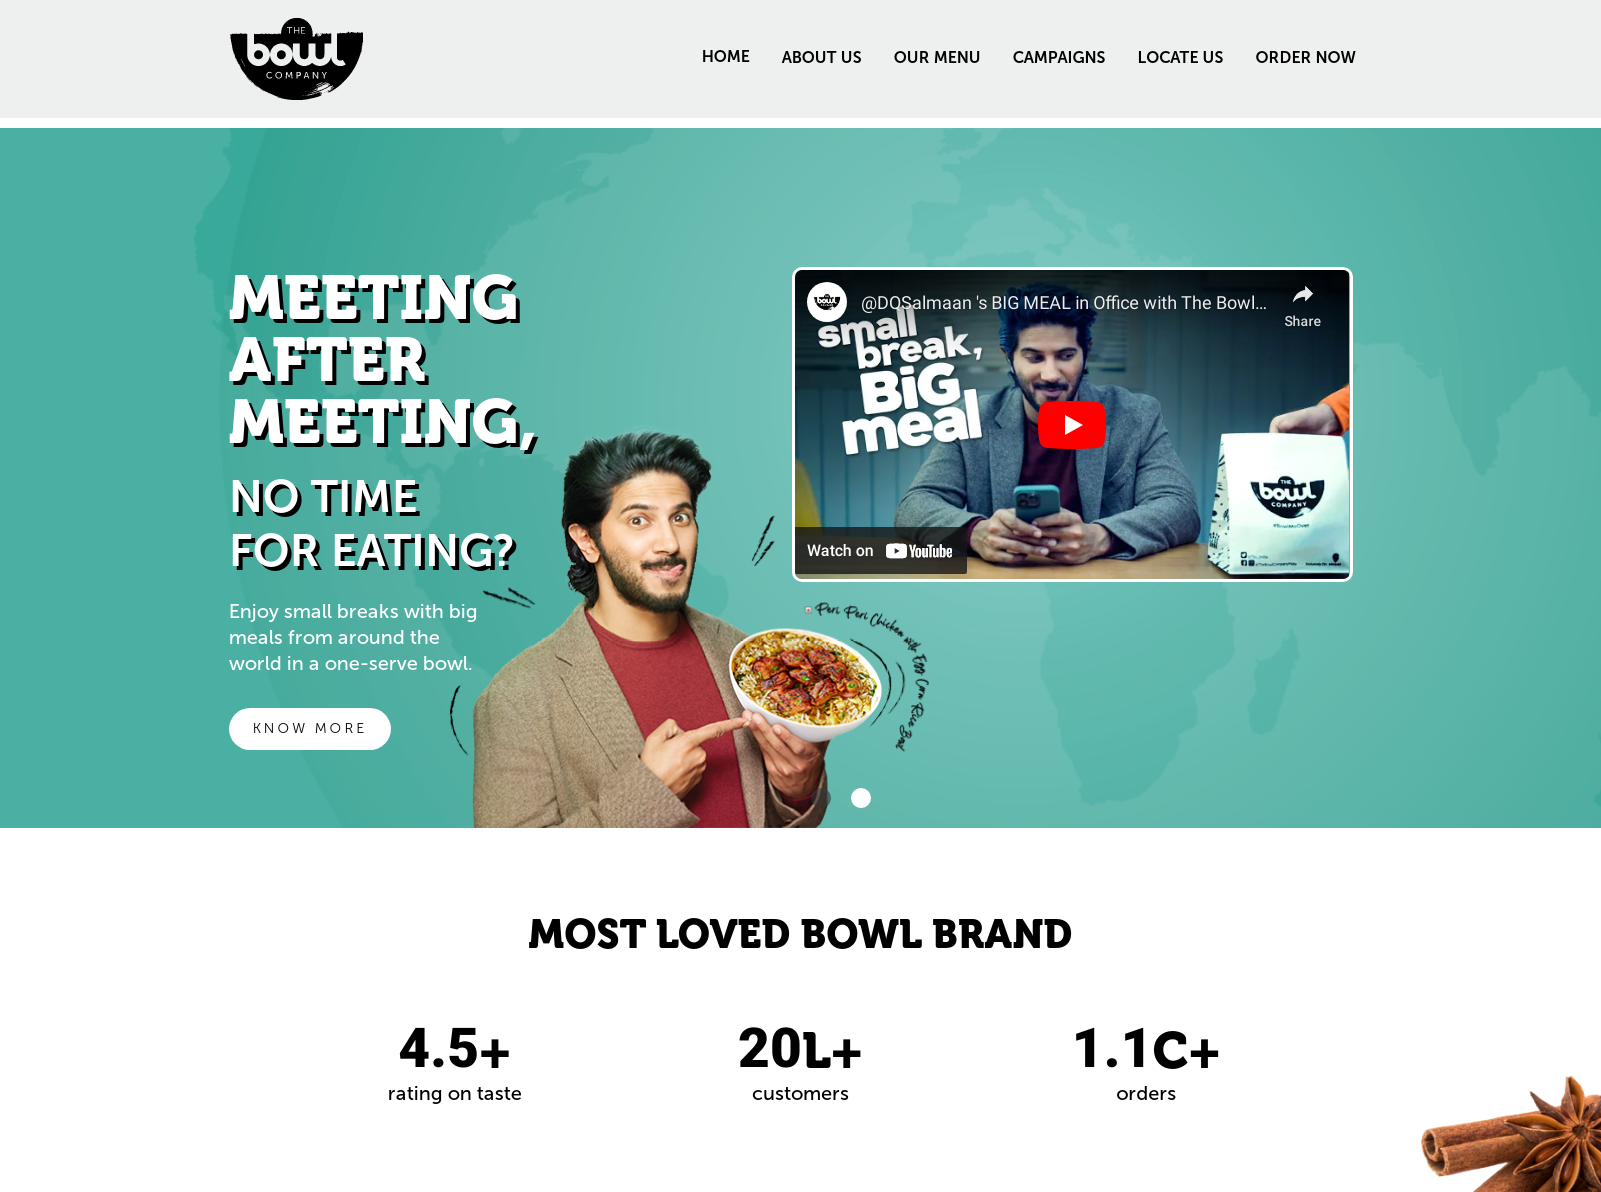 THE
bowl
COMPANY
HOME
ABOUT US
OUR MENU
CAMPAIGNS
LOCATE US
ORDER NOW
MEETING
AFTER
MEETING,
NO TIME
FOR EATING?
Enjoy small breaks with big
meals from around the
world in a one-serve bowl.
KNOW MORE
@DQSalmaan 's BIG MEAL in Office with The Bowl...
Share
small
break,
BiG
meal
THE
bowl
COMPANY
Watch on YouTube
Peri Peri Chicken with Egg Corn Rice Bowl
MOST LOVED BOWL BRAND
4.5+
rating on taste
20L+
customers
1.1C+
orders